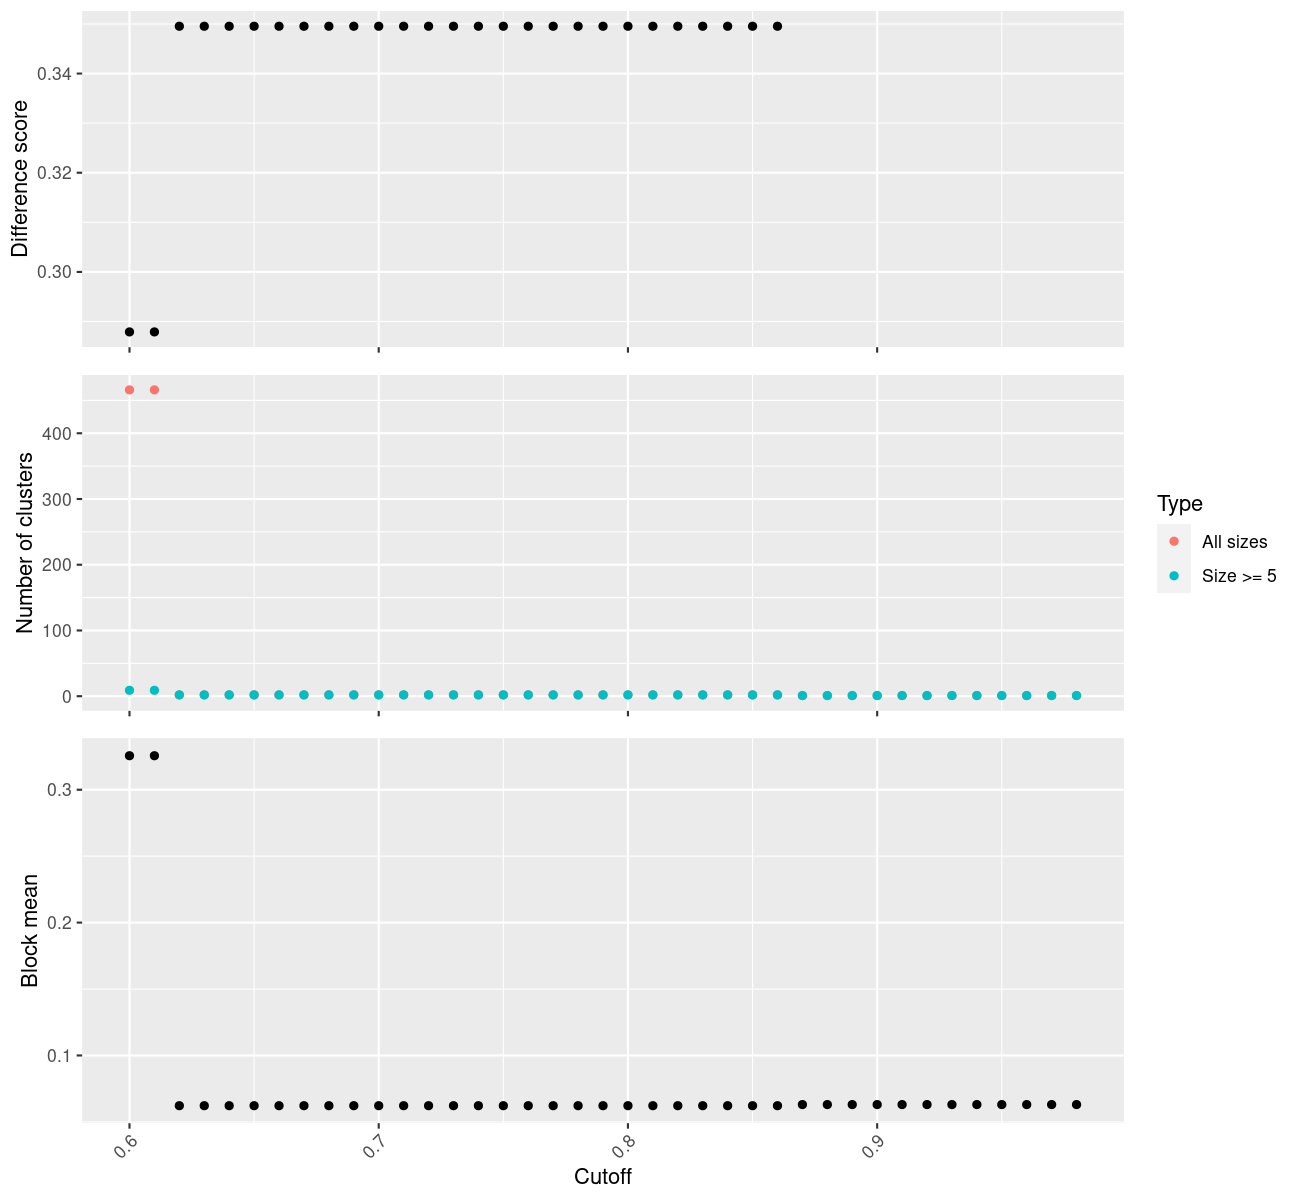 Difference score
0.34
0.32
0.30
Number of clusters
400
300
200
100
0
Type
All sizes
Size >= 5
Block mean
0.3
0.2
0.1
0.6
0.7
0.8
0.9
Cutoff